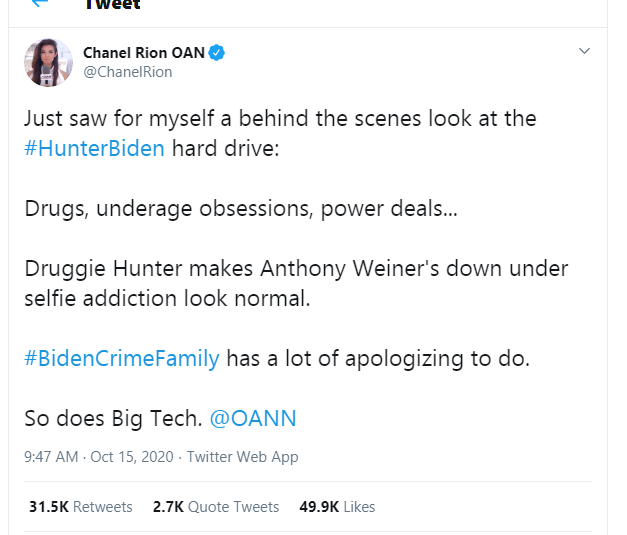 Tweet
Chanel Rion OAN
@ChanelRion
Just saw for myself a behind the scenes look at the
#HunterBiden hard drive:
Drugs, underage obsessions, power deals...
Druggie Hunter makes Anthony Weiner's down under
selfie addiction look normal.
#BidenCrimeFamily has a lot of apologizing to do.
So does Big Tech. @OANN
9:47 AM · Oct 15, 2020 · Twitter Web App
31.5K Retweets 2.7K Quote Tweets 49.9K Likes